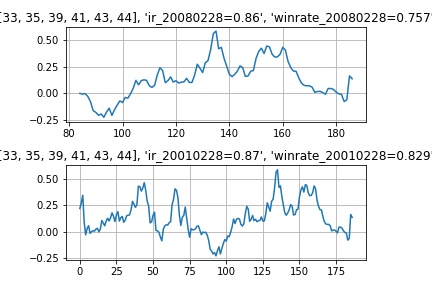 [33, 35, 39, 41, 43, 44], 'ir_20080228=0.86', 'winrate_20080228=0.757'
0.50
0.25
0.00
−0.25
80 100 120 140 160 180
[33, 35, 39, 41, 43, 44], 'ir_20010228=0.87', 'winrate_20010228=0.829'
0.50
0.25
0.00
−0.25
0 25 50 75 100 125 150 175